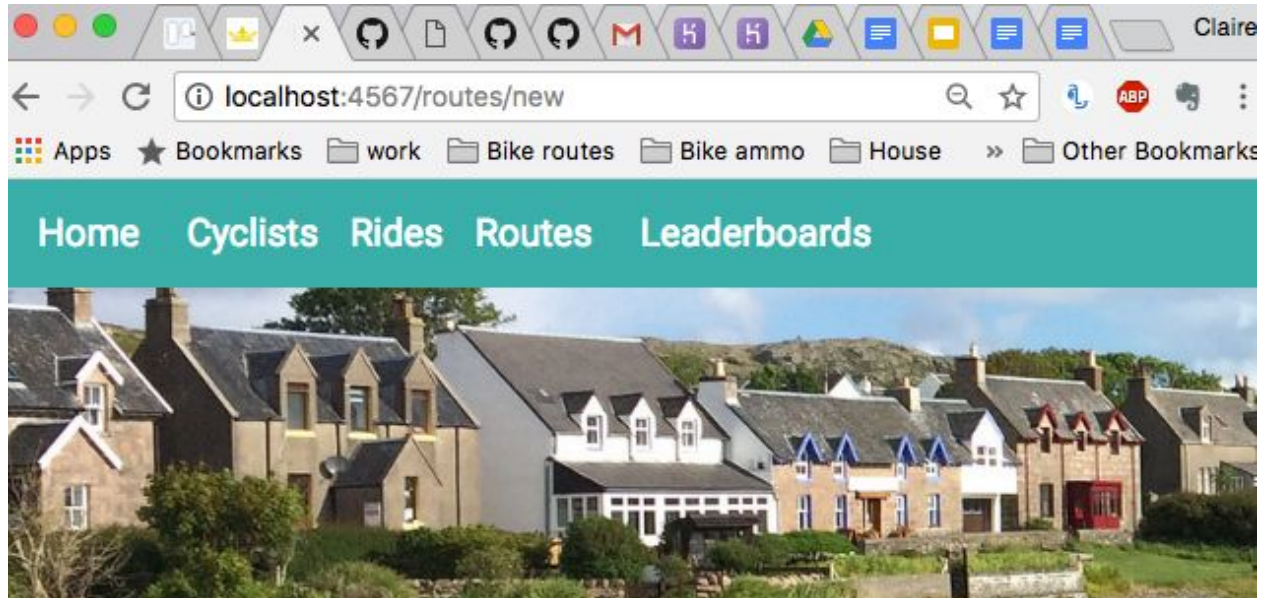 Claire
localhost:4567/routes/new
ABP
Apps Bookmarks work Bike routes Bike ammo House » Other Bookmarks
Home Cyclists Rides Routes Leaderboards